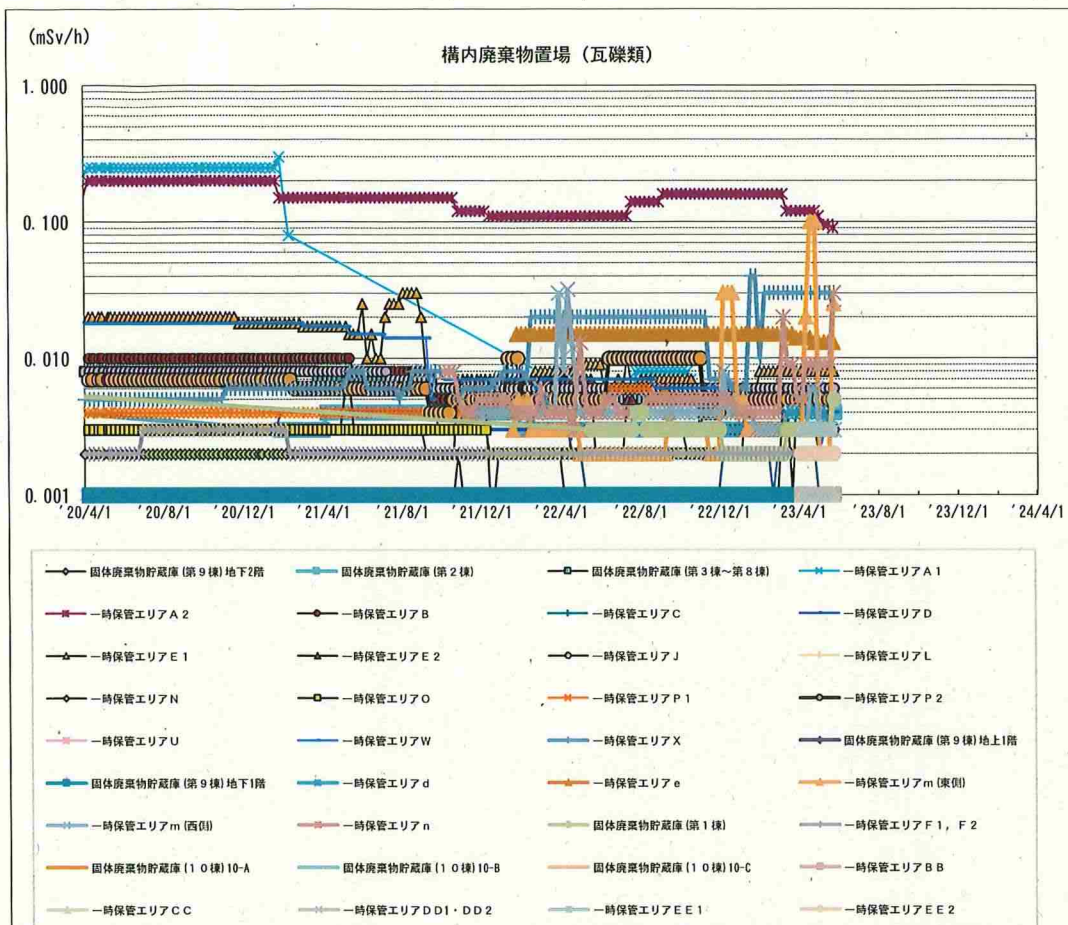 (mSv/h)
構内廃棄物置場（瓦礫類）
1.000
0.100
0.010
0.001
'20/4/1 '20/8/1 '20/12/1 '21/4/1 '21/8/1 '21/12/1 '22/4/1 '22/8/1 '22/12/1 '23/4/1 '23/8/1 '23/12/1 '24/4/1
固体廃棄物貯蔵庫(第9棟)地下2階 固体廃棄物貯蔵庫(第2棟) 固体廃棄物貯蔵庫(第3棟～第8棟) 一時保管エリアA1
一時保管エリアA2 一時保管エリアB 一時保管エリアC 一時保管エリアD
一時保管エリアE1 一時保管エリアE2 一時保管エリアJ 一時保管エリアL
一時保管エリアN 一時保管エリアO 一時保管エリアP1 一時保管エリアP2
一時保管エリアU 一時保管エリアW 一時保管エリアX 固体廃棄物貯蔵庫(第9棟)地上1階
固体廃棄物貯蔵庫(第9棟)地下1階 一時保管エリアd 一時保管エリアe 一時保管エリアm(東側)
一時保管エリアm(西側) 一時保管エリアn 固体廃棄物貯蔵庫(第1棟) 一時保管エリアF1，F2
固体廃棄物貯蔵庫(10棟)10-A 固体廃棄物貯蔵庫(10棟)10-B 固体廃棄物貯蔵庫(10棟)10-C 一時保管エリアBB
一時保管エリアCC 一時保管エリアDD1・DD2 一時保管エリアEE1 一時保管エリアEE2